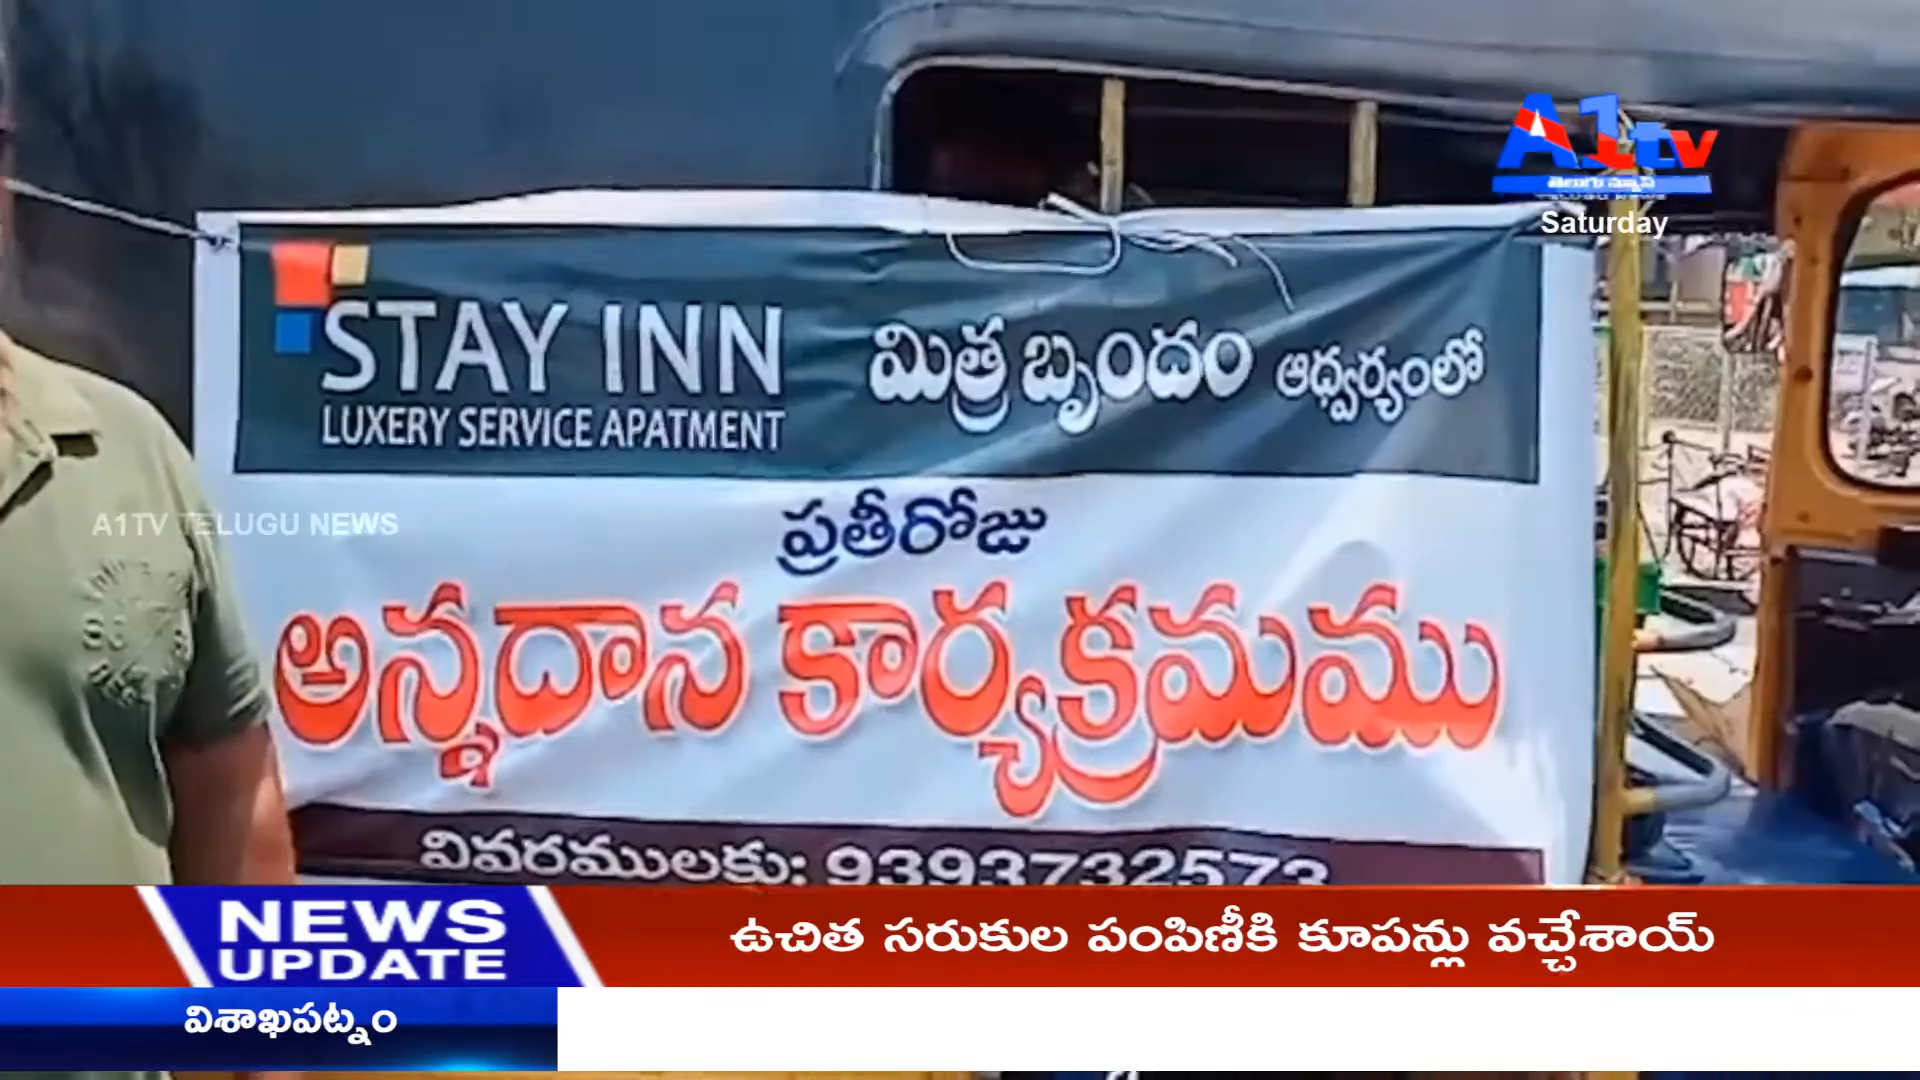 A1tv
తెలుగు న్యూస్
Saturday
STAY INN
LUXERY SERVICE APATMENT
మిత్ర బృందం ఆధ్వర్యంలో
ప్రతీరోజు
A1TV TELUGU NEWS
అన్నదాన కార్యక్రమము
వివరములకు: 9393732573
NEWS
UPDATE
ఉచిత సరుకుల పంపిణీకి కూపన్లు వచ్చేశాయ్
విశాఖపట్నం